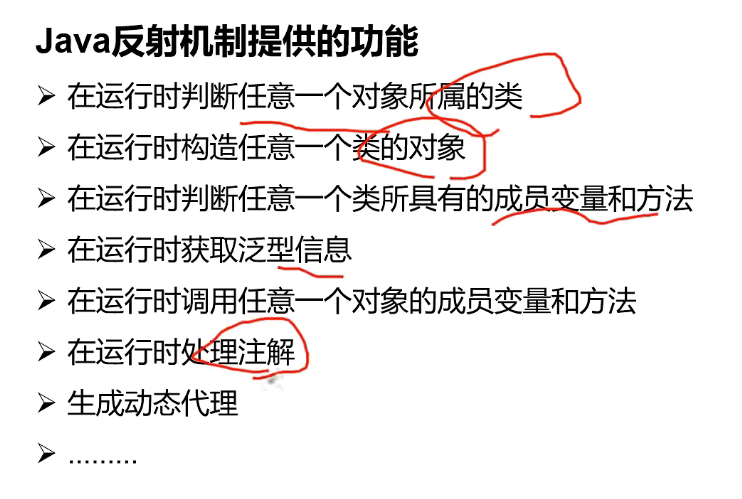 Java反射机制提供的功能
➢ 在运行时判断任意一个对象所属的类
➢ 在运行时构造任意一个类的对象
➢ 在运行时判断任意一个类所具有的成员变量和方法
➢ 在运行时获取泛型信息
➢ 在运行时调用任意一个对象的成员变量和方法
➢ 在运行时处理注解
➢ 生成动态代理
➢ ………